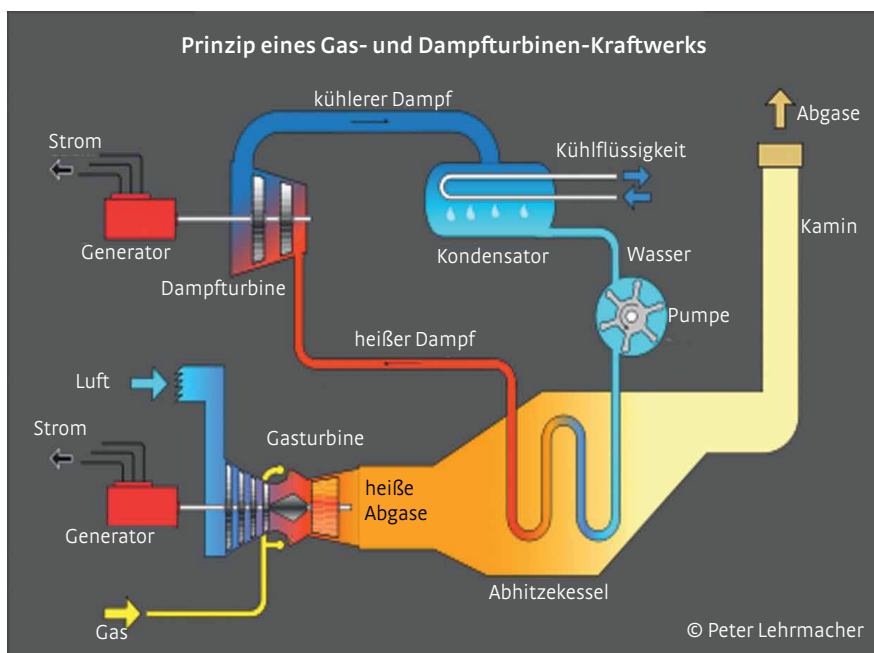 Prinzip eines Gas- und Dampfturbinen-Kraftwerks
kühlerer Dampf
Abgase
Strom
Kühlflüssigkeit
Kamin
Generator
Kondensator
Wasser
Dampfturbine
Pumpe
heißer Dampf
Luft
Strom
Gasturbine
heiße
Abgase
Generator
Abhitzekessel
Gas
© Peter Lehrmacher